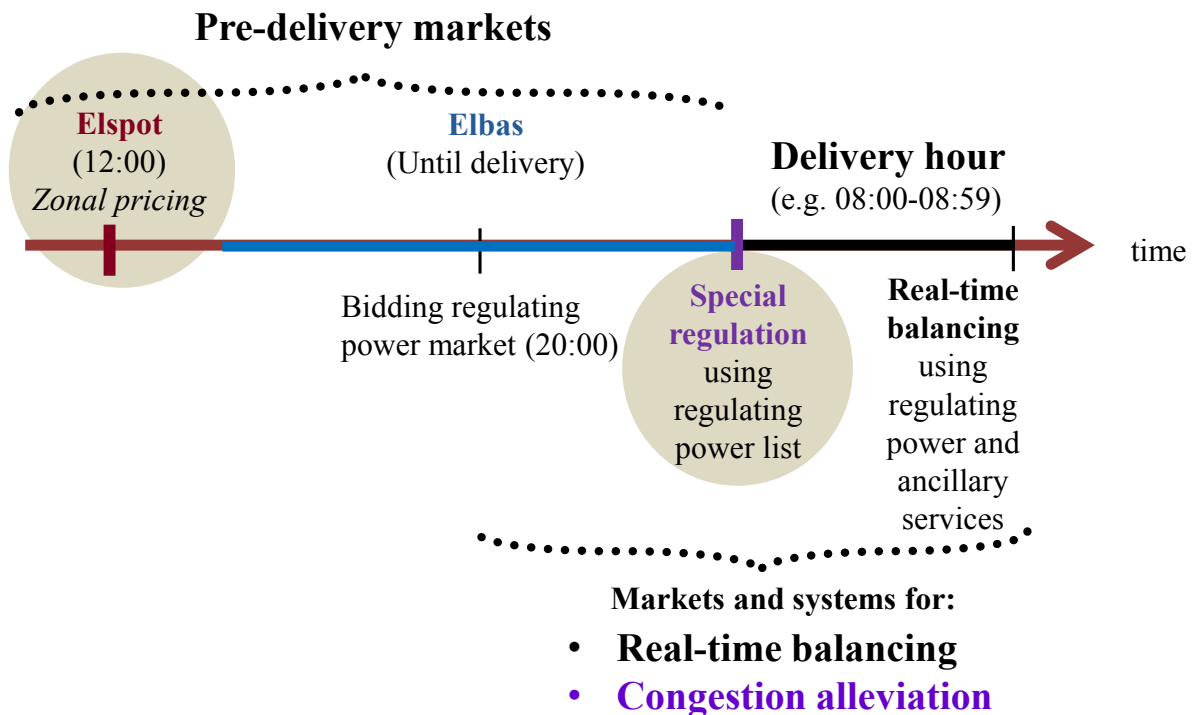 Pre-delivery markets
Elspot
(12:00)
Zonal pricing
Elbas
(Until delivery)
Delivery hour
(e.g. 08:00-08:59)
time
Bidding regulating
power market (20:00)
Special
regulation
using
regulating
power list
Real-time
balancing
using
regulating
power and
ancillary
services
Markets and systems for:
• Real-time balancing
• Congestion alleviation